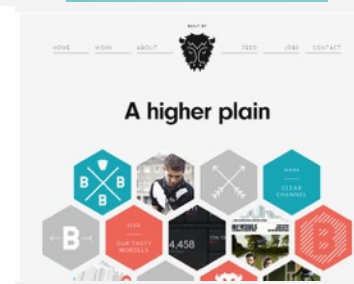 BUILT BY
HOME WORK ABOUT FEED JOBS CONTACT
A higher plain
B B
B
WORK
CLEAR
CHANNEL
B
FEED
OUR TASTY
MORSELS
4,458